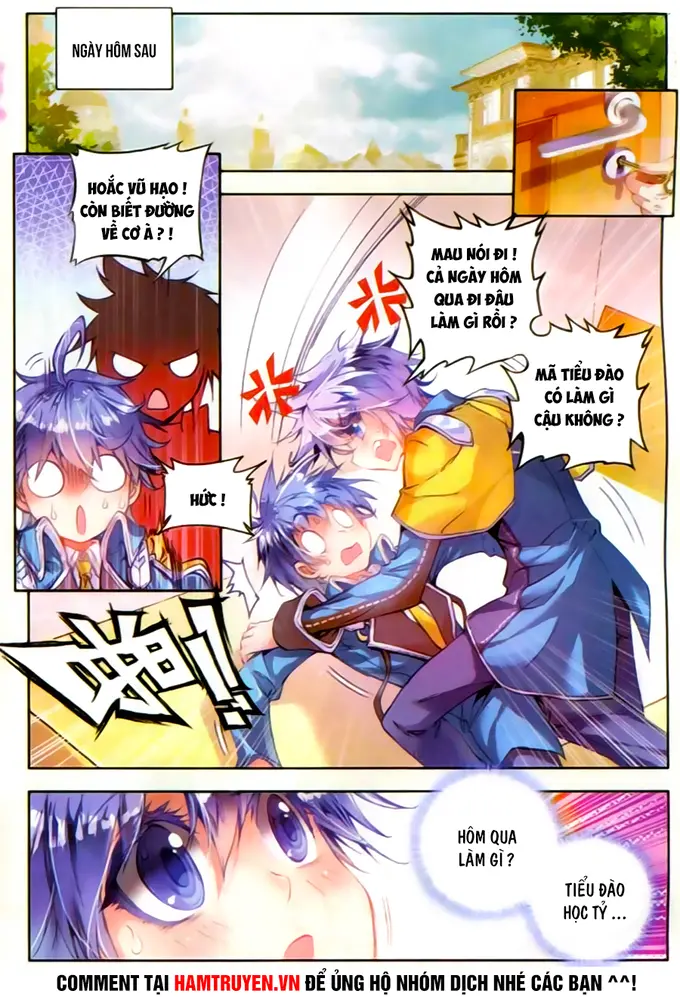 NGÀY HÔM SAU
HOẮC VŨ HẠO !
CÒN BIẾT ĐƯỜNG
VỀ CƠ À ? !
MAU NÓI ĐI !
CẢ NGÀY HÔM
QUA ĐI ĐÂU
LÀM GÌ RỒI ?
MÃ TIỂU ĐÀO
CÓ LÀM GÌ
CẬU KHÔNG ?
HỨC !
啪!
HÔM QUA
LÀM GÌ ?
TIỂU ĐÀO
HỌC TỶ ...
COMMENT TẠI HAMTRUYEN.VN ĐỂ ỦNG HỘ NHÓM DỊCH NHÉ CÁC BẠN ^^!